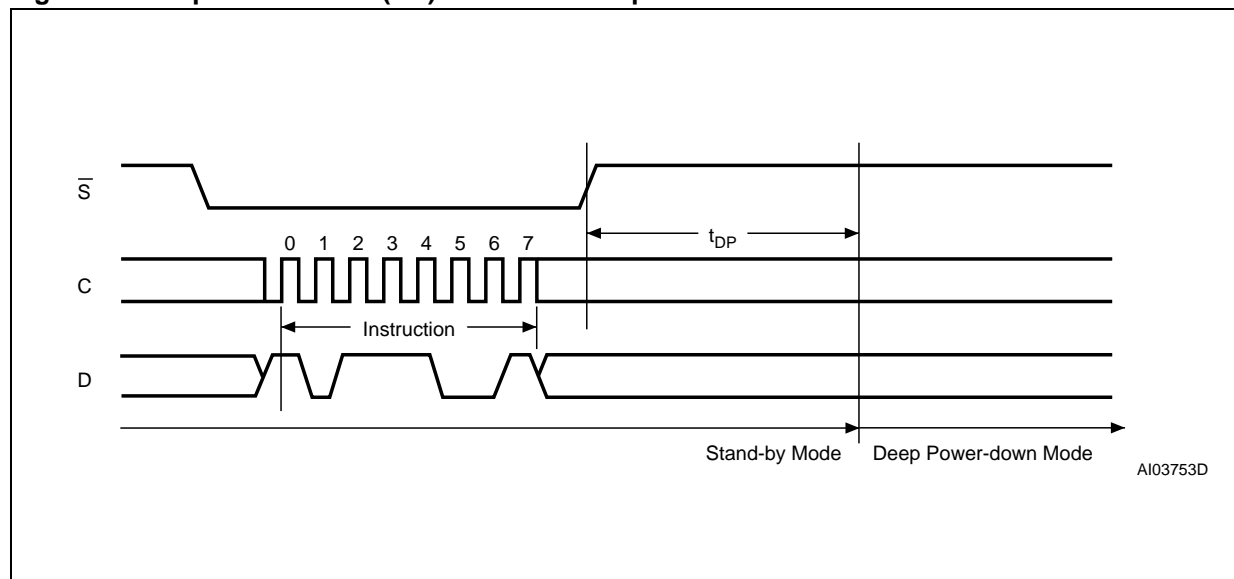 S
0 1 2 3 4 5 6 7
tDP
C
Instruction
D
Stand-by Mode Deep Power-down Mode
AI03753D